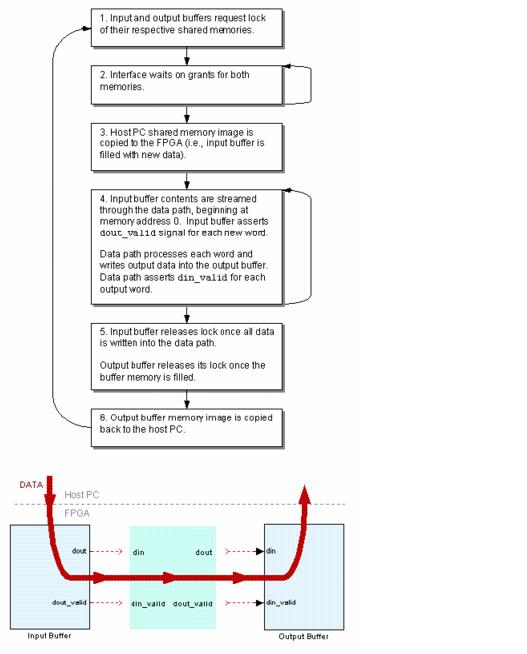 1. Input and output buffers request lock
of their respective shared memories.
2. Interface waits on grants for both
memories.
3. Host PC shared memory image is
copied to the FPGA (i.e., input buffer is
filled with new data).
4. Input buffer contents are streamed
through the data path, beginning at
memory address 0. Input buffer asserts
dout_valid signal for each new word.
Data path processes each word and
writes output data into the output buffer.
Data path asserts din_valid for each
output word.
5. Input buffer releases lock once all data
is written into the data path.
Output buffer releases its lock once the
buffer memory is filled.
6. Output buffer memory image is copied
back to the host PC.
DATA
Host PC
FPGA
dout
din
dout
din
dout_valid
din_valid
dout_valid
din_valid
Input Buffer
Output Buffer